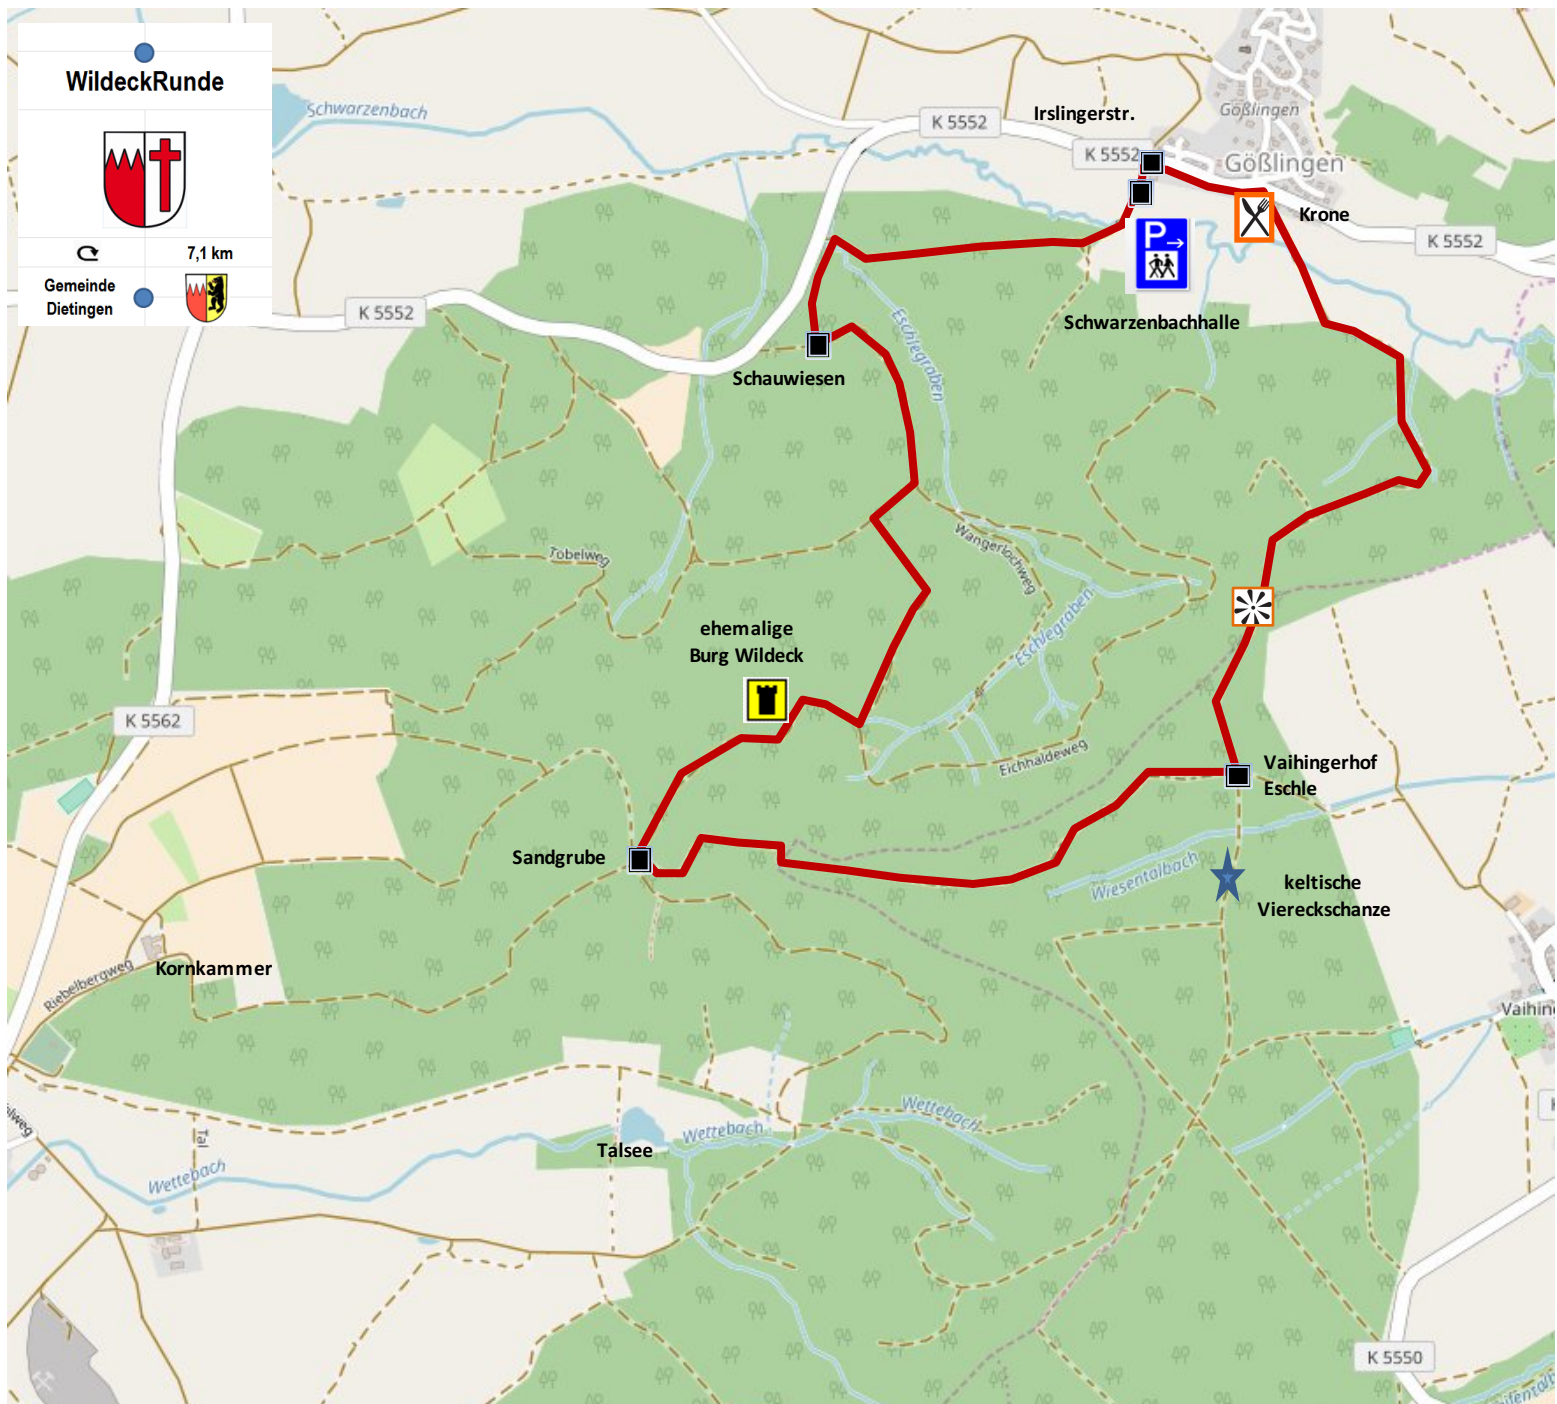 WildeckRunde
7,1 km
Gemeinde
Dietingen
Schwarzenbach
K 5552
Irslingerstr.
K 5552
Gößlingen
Gößlingen
Krone
K 5552
K 5552
Schwarzenbachhalle
Eschlegraben
Schauwiesen
Tobelweg
Wangerlochweg
Eschlegraben
ehemalige
Burg Wildeck
K 5562
Eichhaldeweg
Vaihingerhof
Eschle
Sandgrube
Wiesentalbach
keltische
Viereckschanze
Kornkammer
Riebelbergweg
Vaihin
Wettebach
Wettebach
Talsee
Tal
Wettebach
K 5550